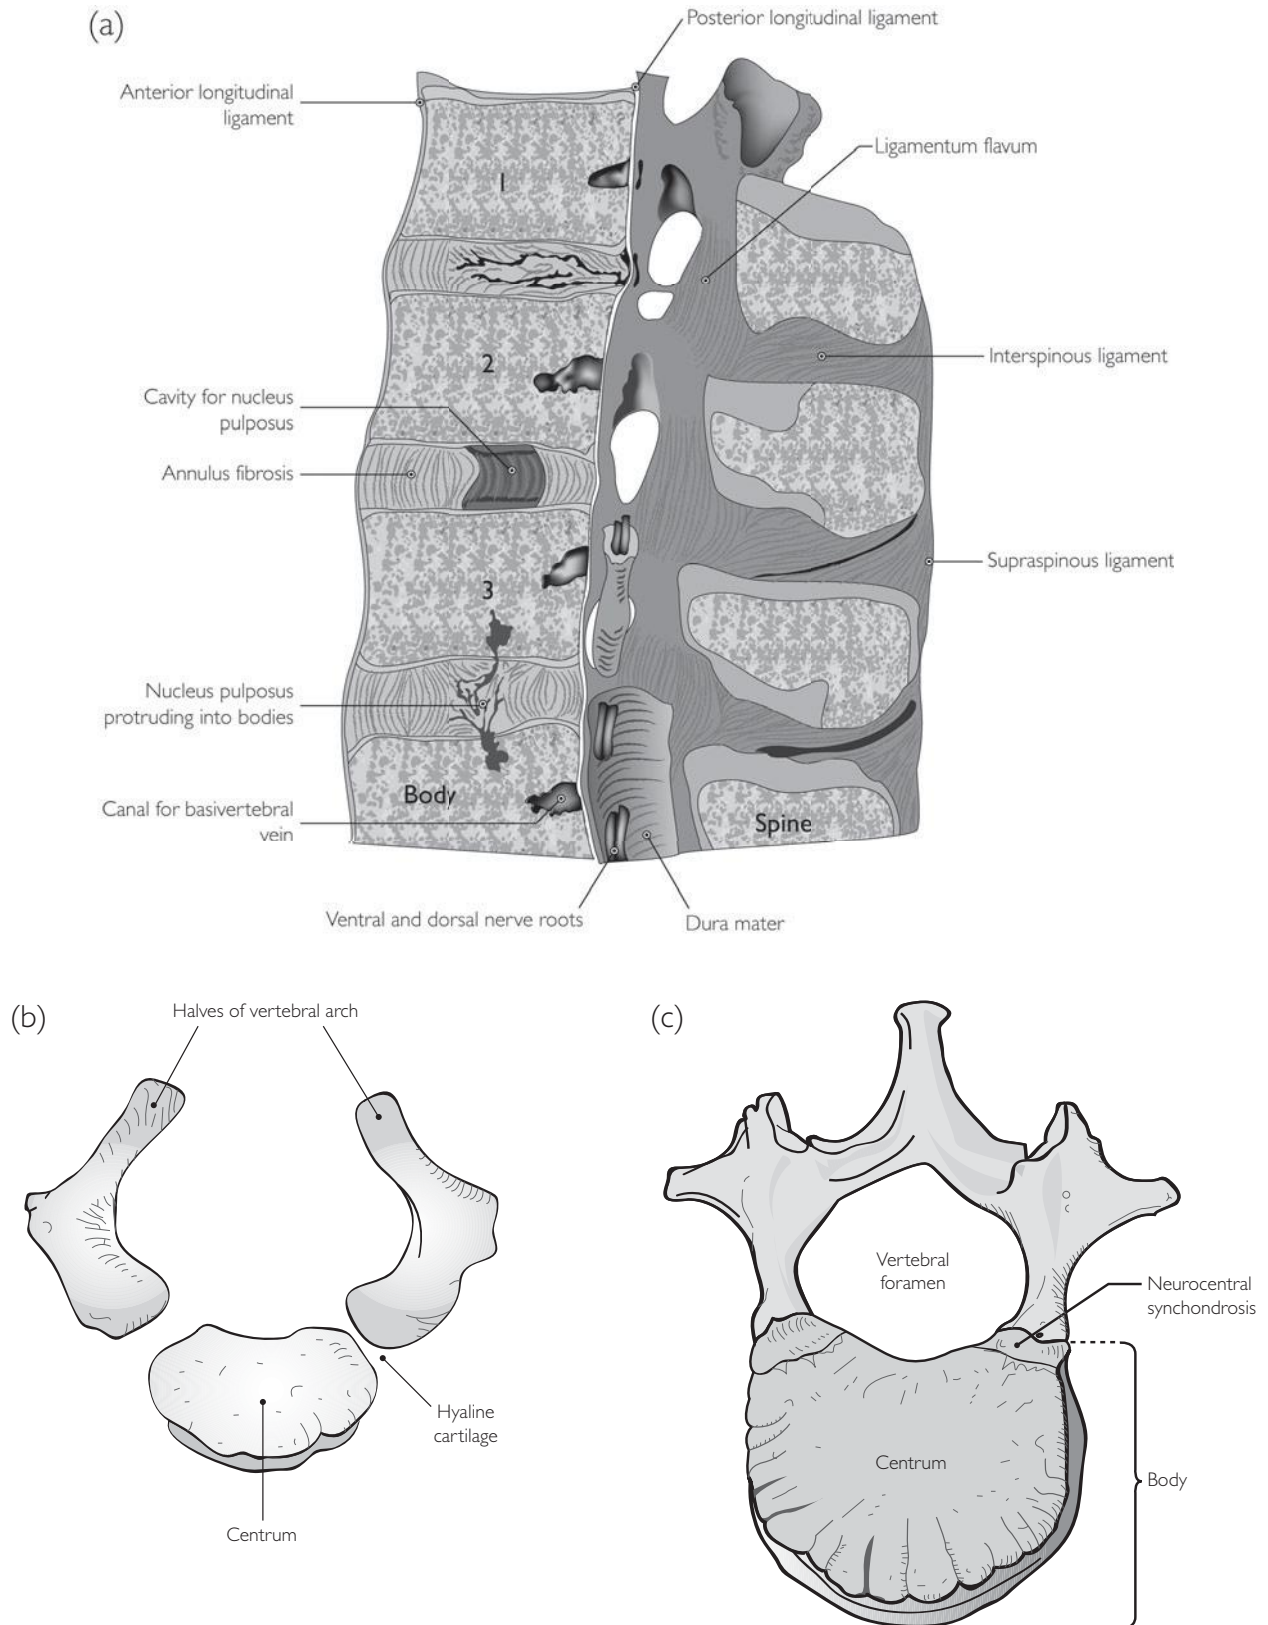 (a)
Posterior longitudinal ligament
Anterior longitudinal
ligament
Ligamentum flavum
1
Interspinous ligament
2
Cavity for nucleus
pulposus
Annulus fibrosis
Supraspinous ligament
3
Nucleus pulposus
protruding into bodies
Body
Canal for basivertebral
vein
Spine
Ventral and dorsal nerve roots
Dura mater
(b)
Halves of vertebral arch
Hyaline
cartilage
Centrum
(c)
Vertebral
foramen
Neurocentral
synchondrosis
Centrum
Body